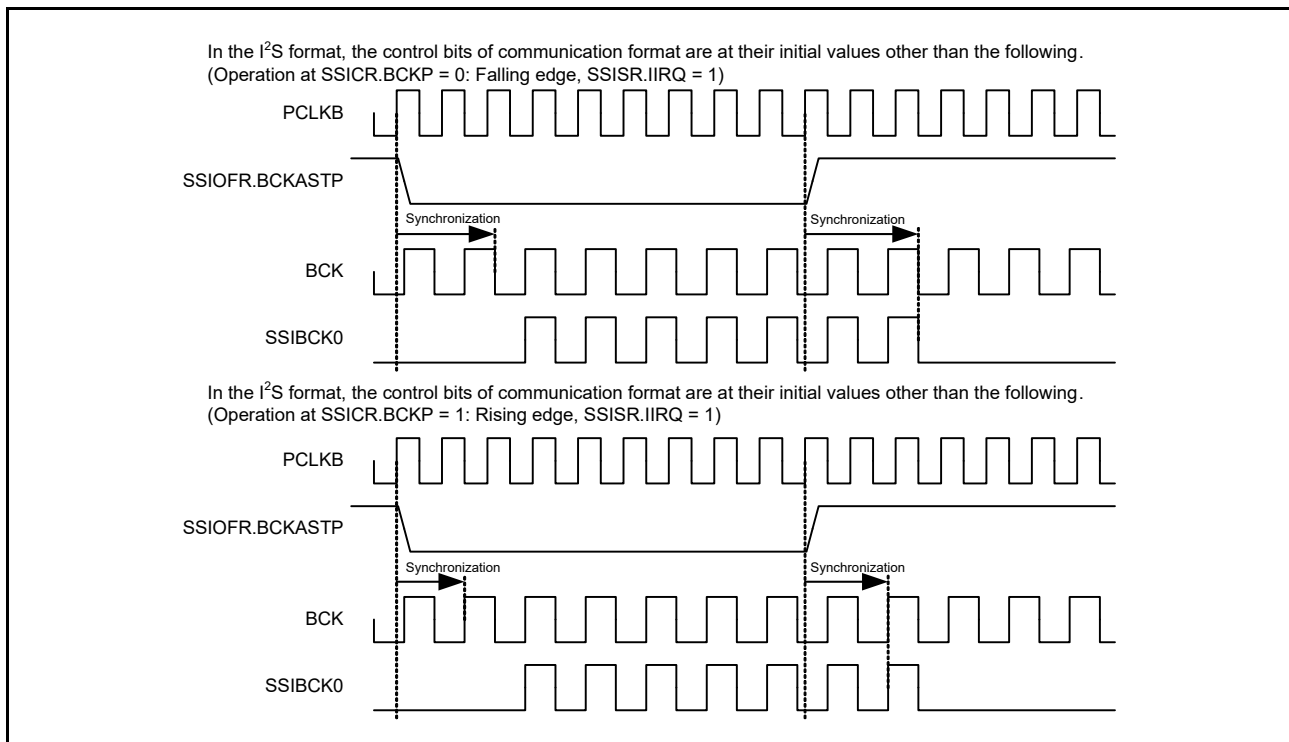 In the I²S format, the control bits of communication format are at their initial values other than the following.
(Operation at SSICR.BCKP = 0: Falling edge, SSISR.IIRQ = 1)
PCLKB
SSIOFR.BCKASTP
Synchronization Synchronization
BCK
SSIBCK0
In the I²S format, the control bits of communication format are at their initial values other than the following.
(Operation at SSICR.BCKP = 1: Rising edge, SSISR.IIRQ = 1)
PCLKB
SSIOFR.BCKASTP
Synchronization Synchronization
BCK
SSIBCK0